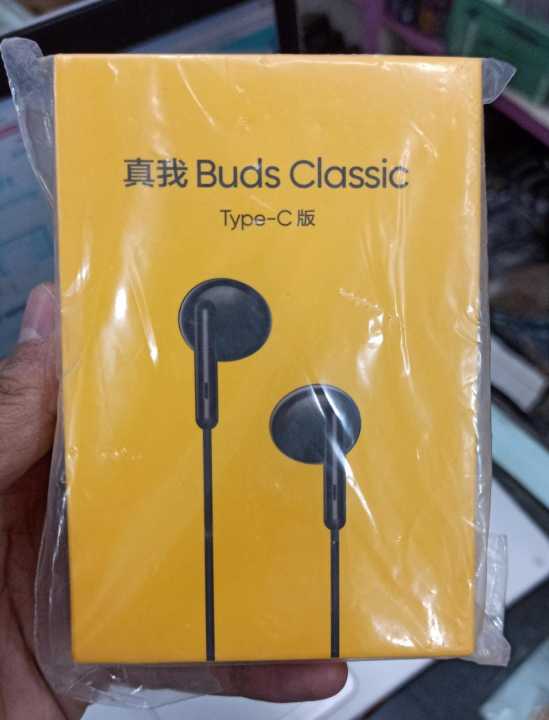 真我 Buds Classic
Type-C 版